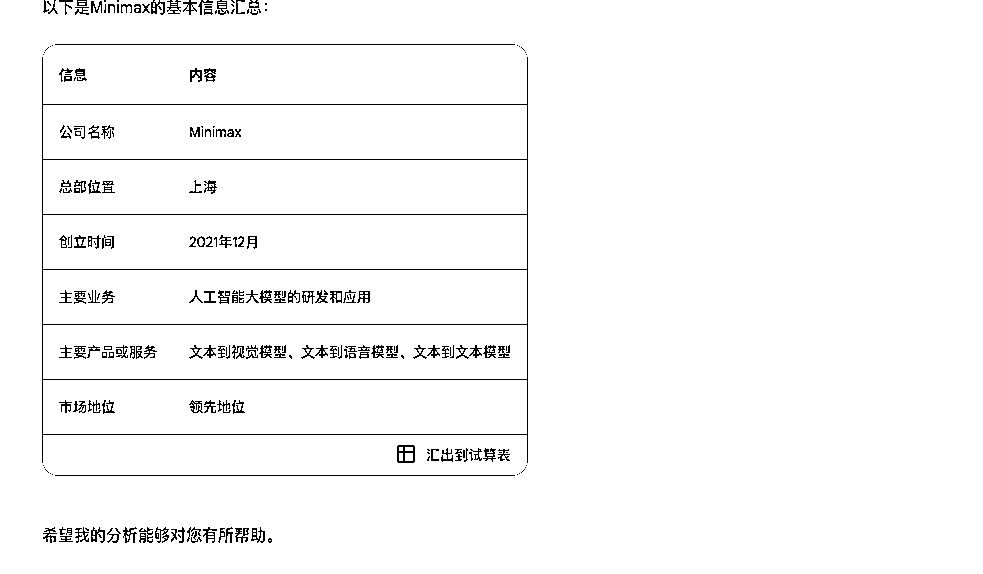 以下是Minimax的基本信息汇总：
信息 内容
公司名称 Minimax
总部位置 上海
创立时间 2021年12月
主要业务 人工智能大模型的研发和应用
主要产品或服务 文本到视觉模型、文本到语音模型、文本到文本模型
市场地位 领先地位
汇出到试算表
希望我的分析能够对您有所帮助。